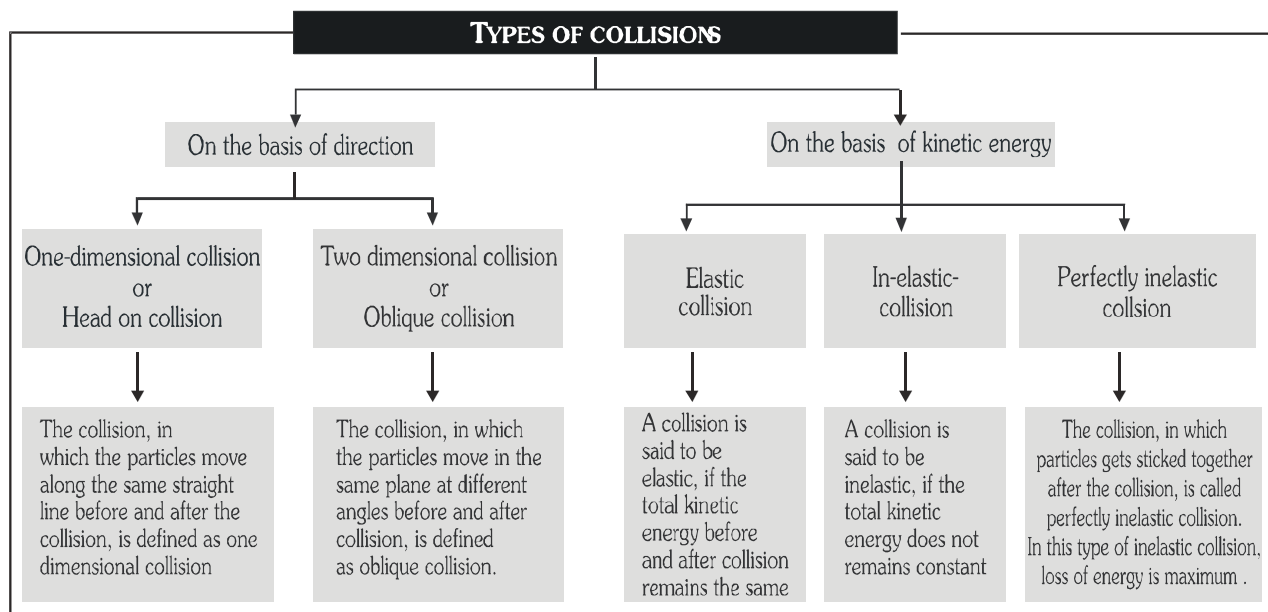 TYPES OF COLLISIONS
On the basis of direction
On the basis of kinetic energy
One-dimensional collision
or
Head on collision
Two dimensional collision
or
Oblique collision
Elastic
collision
In-elastic-
collision
Perfectly inelastic
collsion
The collision, in
which the particles move
along the same straight
line before and after the
collision, is defined as one
dimensional collision
The collision, in which
the particles move in the
same plane at different
angles before and after
collision, is defined
as oblique collision.
A collision is
said to be
elastic, if the
total kinetic
energy before
and after collision
remains the same
A collision is
said to be
inelastic, if the
total kinetic
energy does not
remains constant
The collision, in which
particles gets sticked together
after the collision, is called
perfectly inelastic collision.
In this type of inelastic collision,
loss of energy is maximum .